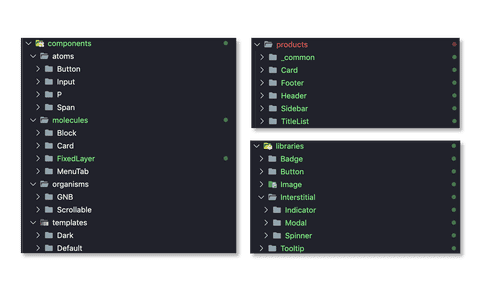 components
atoms
Button
Input
P
Span
molecules
Block
Card
FixedLayer
MenuTab
organisms
GNB
Scrollable
templates
Dark
Default
products
_common
Card
Footer
Header
Sidebar
TitleList
libraries
Badge
Button
Image
Interstitial
Indicator
Modal
Spinner
Tooltip